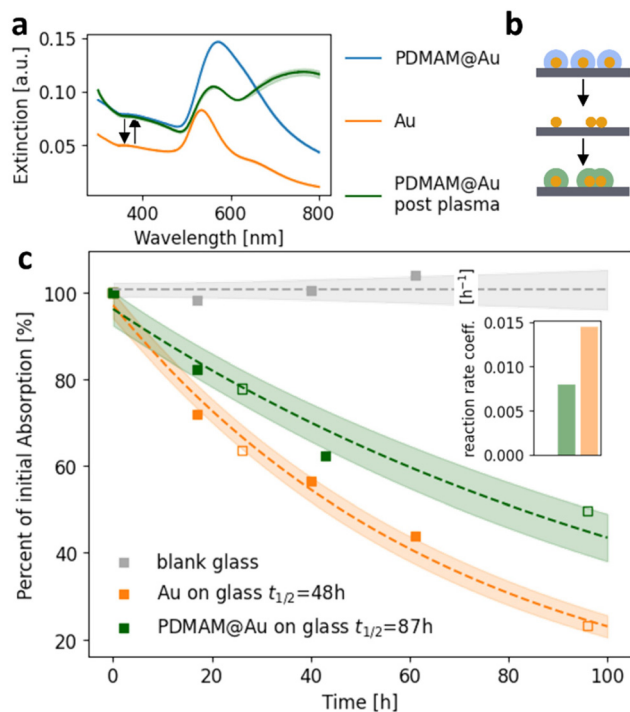 a
b
0.15
0.10
0.05
Extinction [a.u.]
400
600
800
Wavelength [nm]
PDMAM@Au
Au
PDMAM@Au
post plasma
c
100
80
60
40
20
Percent of initial Absorption [%]
0
20
40
60
80
100
Time [h]
blank glass
Au on glass t1/2=48h
PDMAM@Au on glass t1/2=87h
reaction rate coeff. [h⁻¹]
0.015
0.010
0.005
0.000